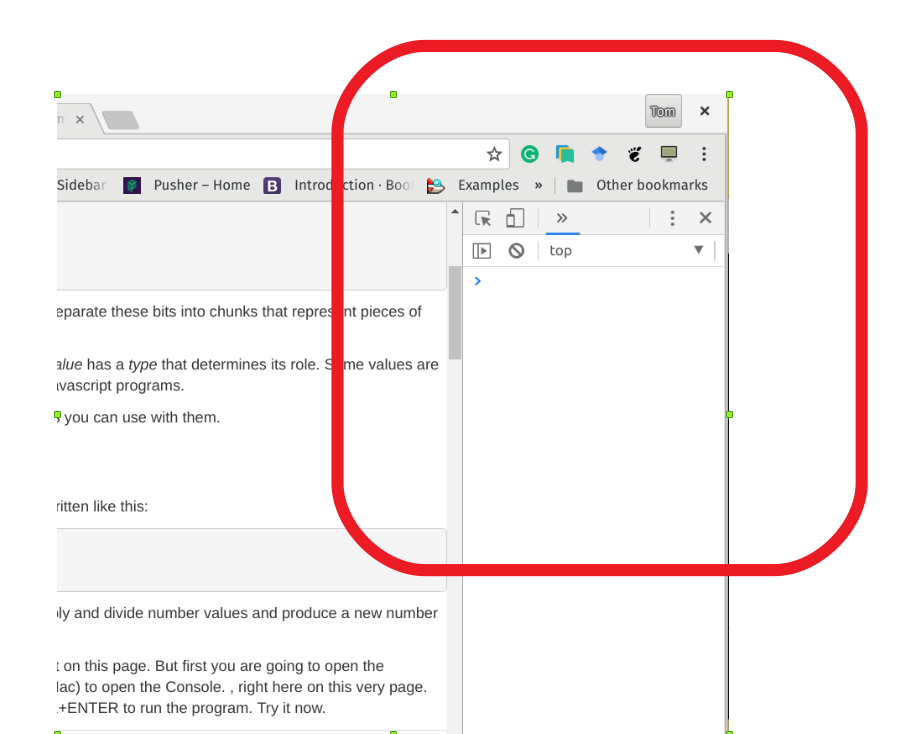 Tom
Sidebar Pusher – Home B Introduction · Boot Examples » Other bookmarks
»
top
eparate these bits into chunks that represent pieces of
alue has a type that determines its role. Some values are
avascript programs.
you can use with them.
ritten like this:
ply and divide number values and produce a new number
t on this page. But first you are going to open the
Mac) to open the Console. , right here on this very page.
+ENTER to run the program. Try it now.